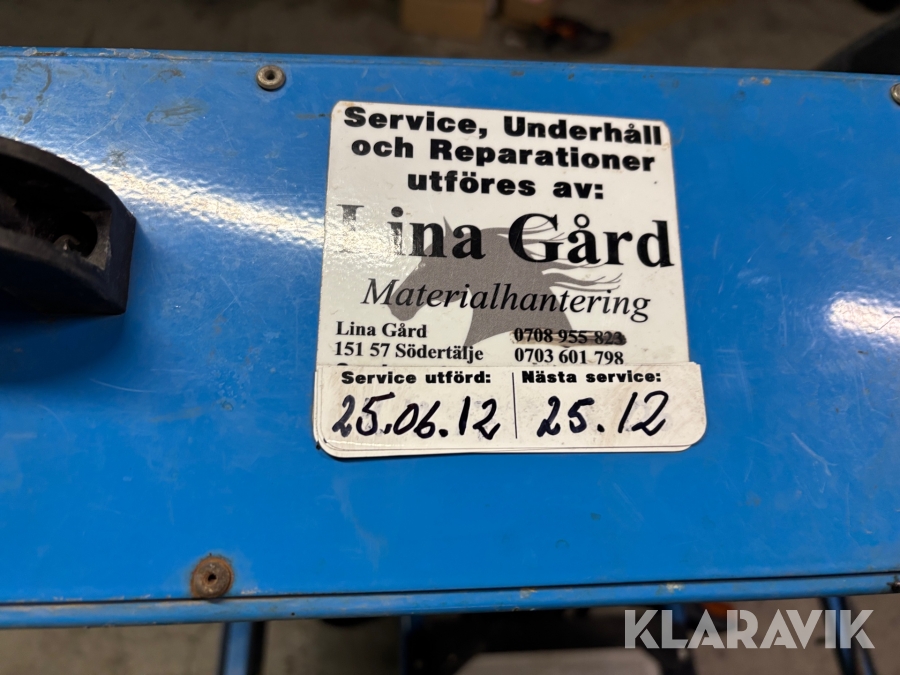 Service, Underhåll
och Reparationer
utföres av:
Lina Gård
Materialhantering
Lina Gård 0708 955 823
151 57 Södertälje 0703 601 798
Service utförd: Nästa service:
25.06.12 25.12
KLARAVIK